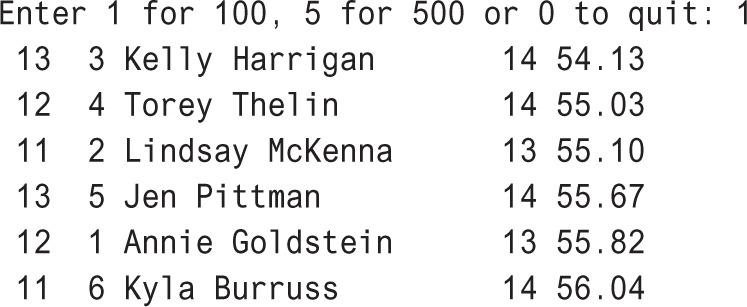 Enter 1 for 100, 5 for 500 or 0 to quit: 1
13  3 Kelly Harrigan       14 54.13
12  4 Torey Thelin         14 55.03
11  2 Lindsay McKenna      13 55.10
13  5 Jen Pittman          14 55.67
12  1 Annie Goldstein      13 55.82
11  6 Kyla Burruss         14 56.04